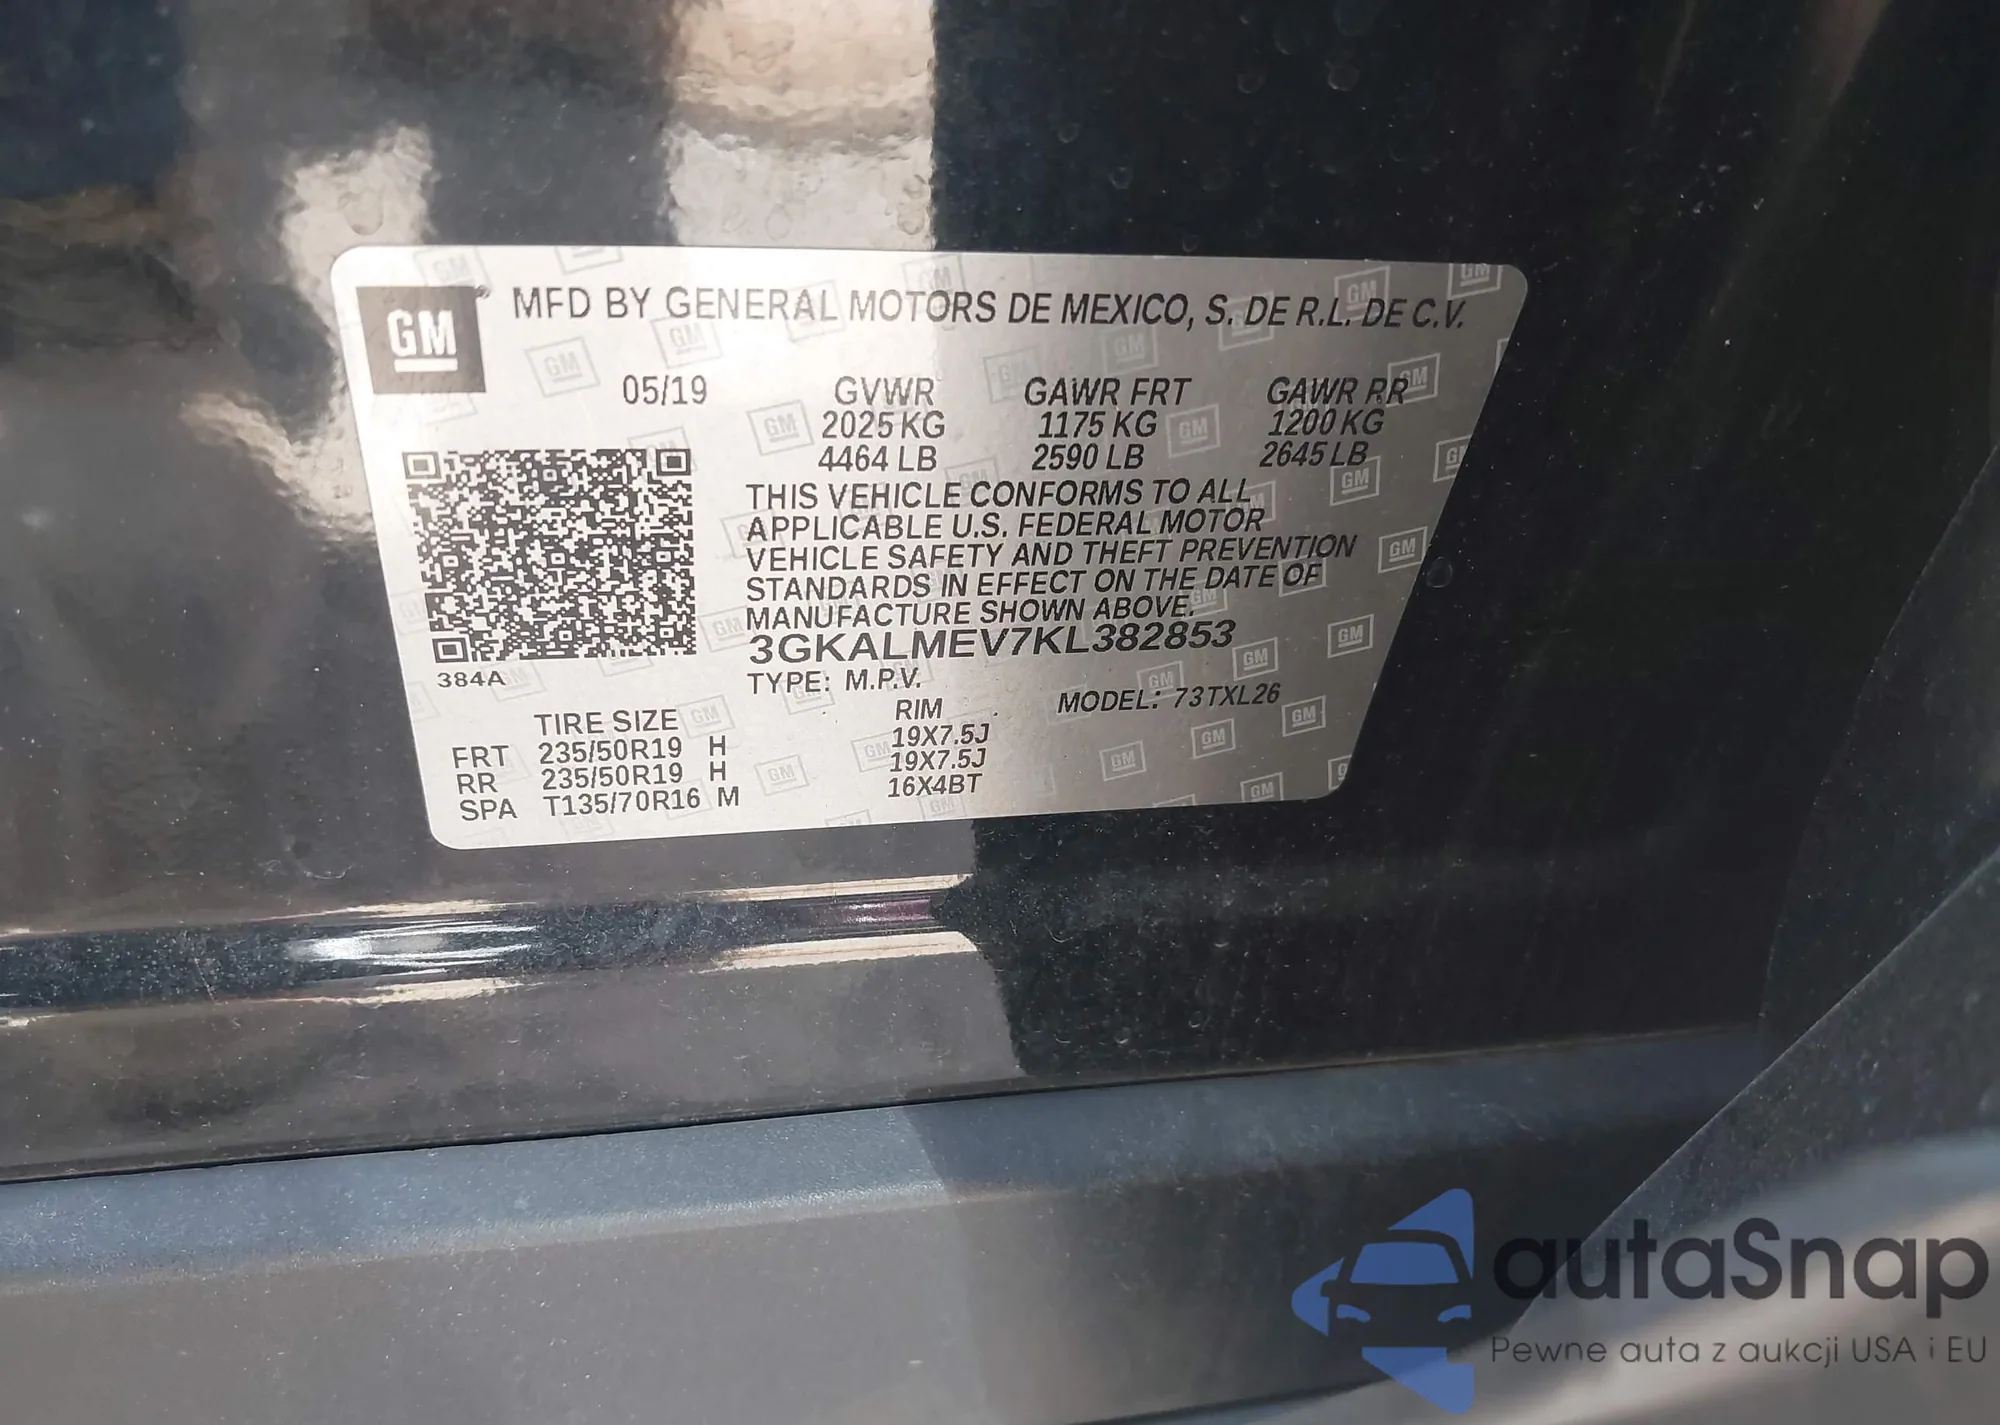 GM MFD BY GENERAL MOTORS DE MEXICO, S. DE R.L. DE C.V.
05/19 GVWR GAWR FRT GAWR RR
2025 KG 1175 KG 1200 KG
4464 LB 2590 LB 2645 LB
THIS VEHICLE CONFORMS TO ALL
APPLICABLE U.S. FEDERAL MOTOR
VEHICLE SAFETY AND THEFT PREVENTION
STANDARDS IN EFFECT ON THE DATE OF
MANUFACTURE SHOWN ABOVE.
3GKALMEV7KL382853
384A TYPE: M.P.V. MODEL: 73TXL26
TIRE SIZE RIM
FRT 235/50R19 H 19X7.5J
RR 235/50R19 H 19X7.5J
SPA T135/70R16 M 16X4BT
autaSnap
Pewne auta z aukcji USA i EU